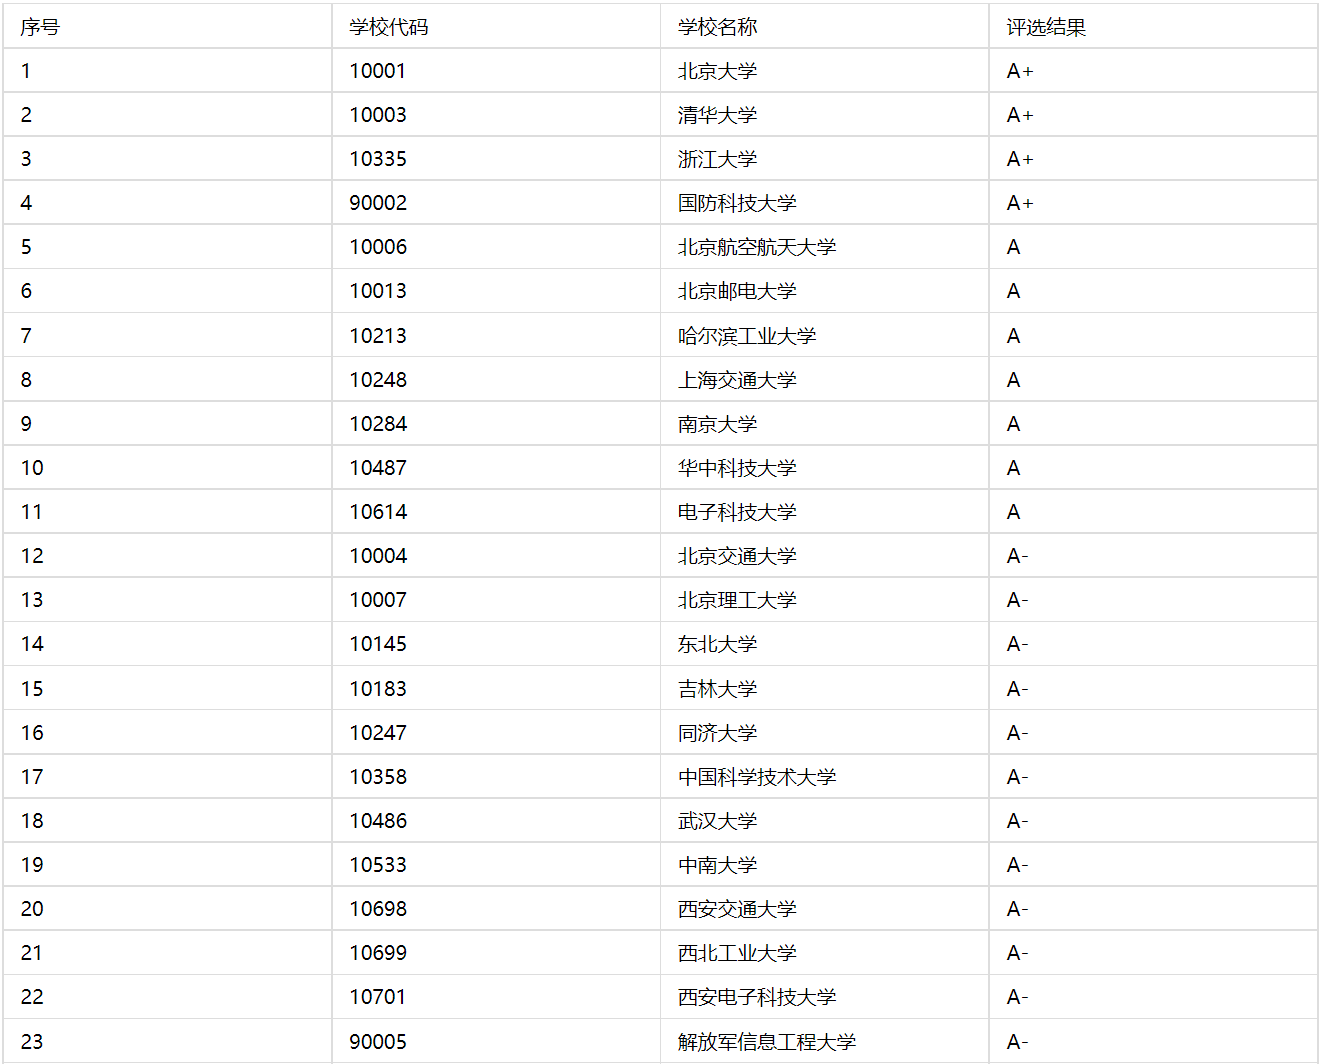 序号 学校代码 学校名称 评选结果
1 10001 北京大学 A+
2 10003 清华大学 A+
3 10335 浙江大学 A+
4 90002 国防科技大学 A+
5 10006 北京航空航天大学 A
6 10013 北京邮电大学 A
7 10213 哈尔滨工业大学 A
8 10248 上海交通大学 A
9 10284 南京大学 A
10 10487 华中科技大学 A
11 10614 电子科技大学 A
12 10004 北京交通大学 A-
13 10007 北京理工大学 A-
14 10145 东北大学 A-
15 10183 吉林大学 A-
16 10247 同济大学 A-
17 10358 中国科学技术大学 A-
18 10486 武汉大学 A-
19 10533 中南大学 A-
20 10698 西安交通大学 A-
21 10699 西北工业大学 A-
22 10701 西安电子科技大学 A-
23 90005 解放军信息工程大学 A-